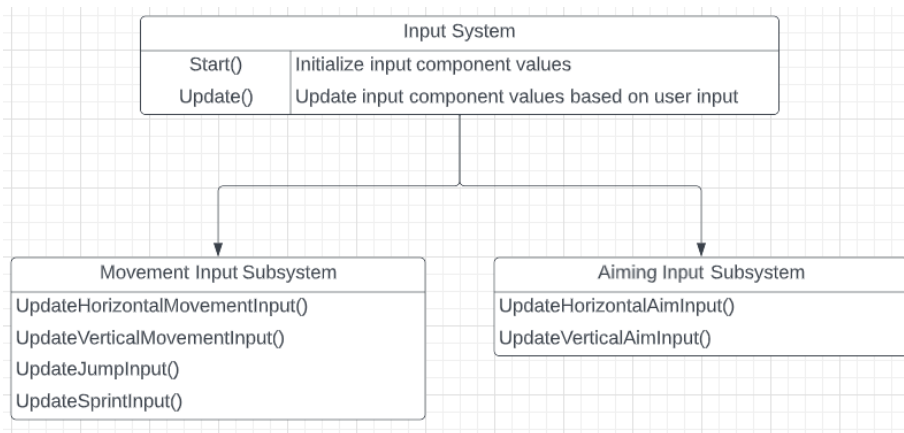 Input System
Start() Initialize input component values
Update() Update input component values based on user input
Movement Input Subsystem
UpdateHorizontalMovementInput()
UpdateVerticalMovementInput()
UpdateJumpInput()
UpdateSprintInput()
Aiming Input Subsystem
UpdateHorizontalAimInput()
UpdateVerticalAimInput()